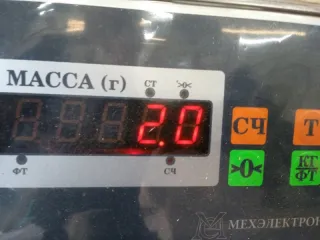 МАССА (г)
СТ >0<
2.0
ФТ СЧ
СЧ Т
>0< КГ/ФТ
МЕХЭЛЕКТРОН